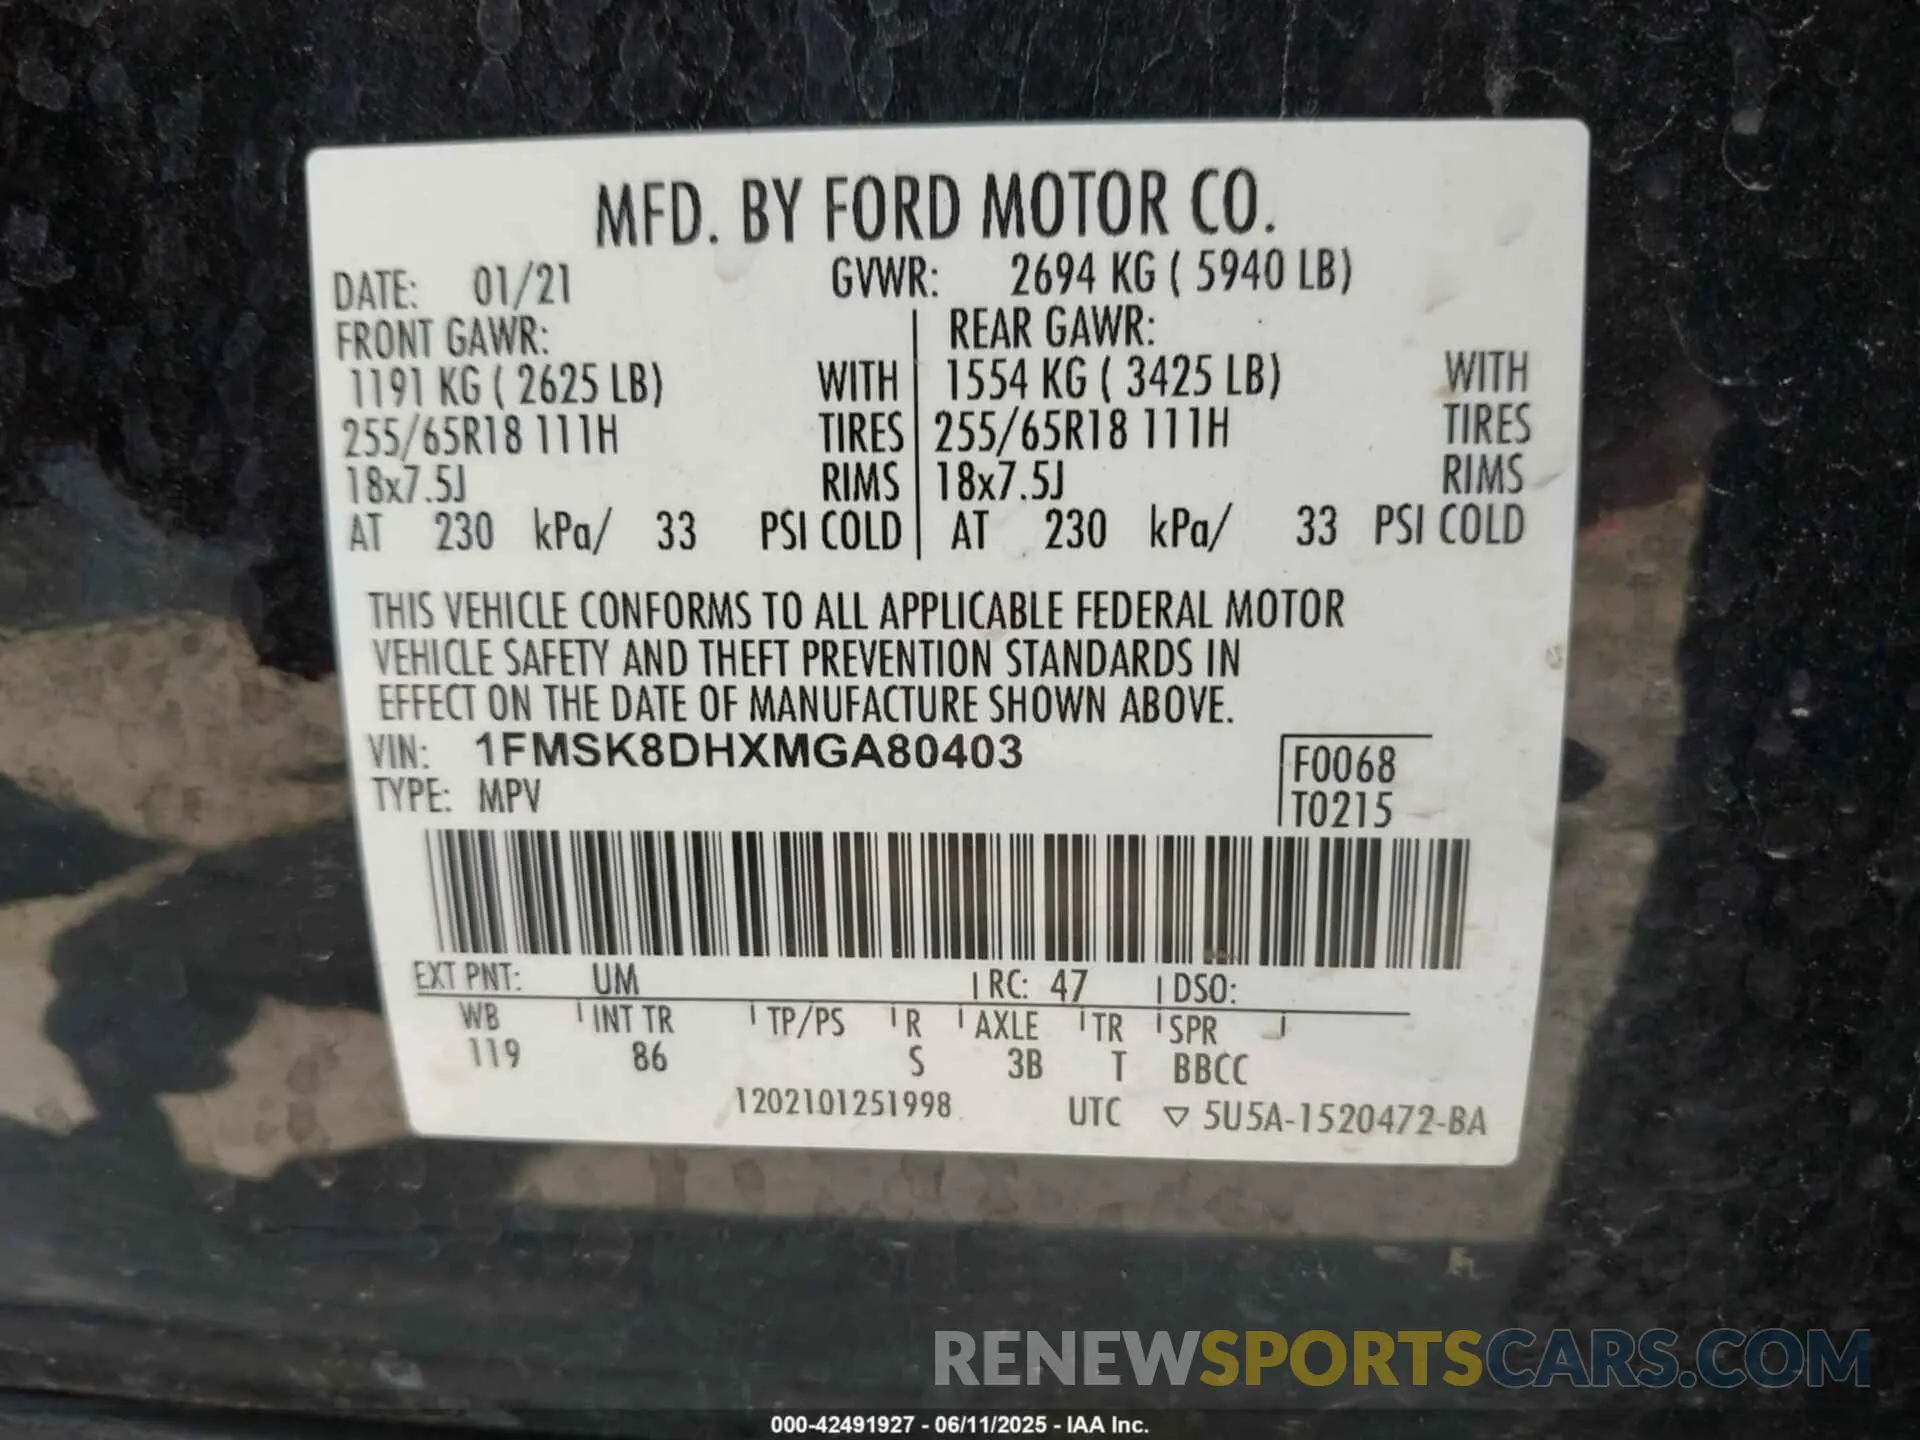 MFD. BY FORD MOTOR CO.
DATE: 01/21 GVWR: 2694 KG ( 5940 LB)
FRONT GAWR: REAR GAWR:
1191 KG ( 2625 LB) WITH 1554 KG ( 3425 LB) WITH
255/65R18 111H TIRES 255/65R18 111H TIRES
18x7.5J RIMS 18x7.5J RIMS
AT 230 kPa/ 33 PSI COLD AT 230 kPa/ 33 PSI COLD
THIS VEHICLE CONFORMS TO ALL APPLICABLE FEDERAL MOTOR
VEHICLE SAFETY AND THEFT PREVENTION STANDARDS IN
EFFECT ON THE DATE OF MANUFACTURE SHOWN ABOVE.
VIN: 1FMSK8DHXMGA80403
TYPE: MPV
F0068
T0215
EXT PNT: UM RC: 47 DSO:
WB INT TR TP/PS R AXLE TR SPR
119 86 S 3B T BBCC
1202101251998 UTC ▽ 5U5A-1520472-BA
RENEWSPORTSCARS.COM
000-42491927 - 06/11/2025 - IAA Inc.